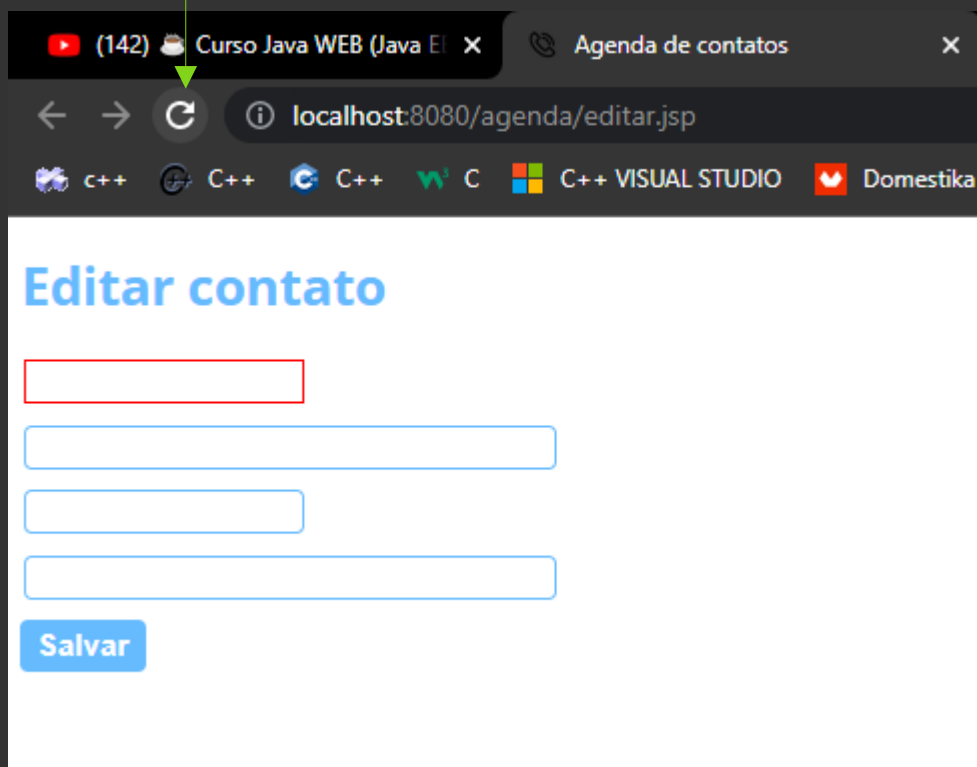 (142) ☕ Curso Java WEB (Java E
Agenda de contatos
localhost:8080/agenda/editar.jsp
c++ C++ C++ W3 C C++ VISUAL STUDIO Domestika
Editar contato
Salvar